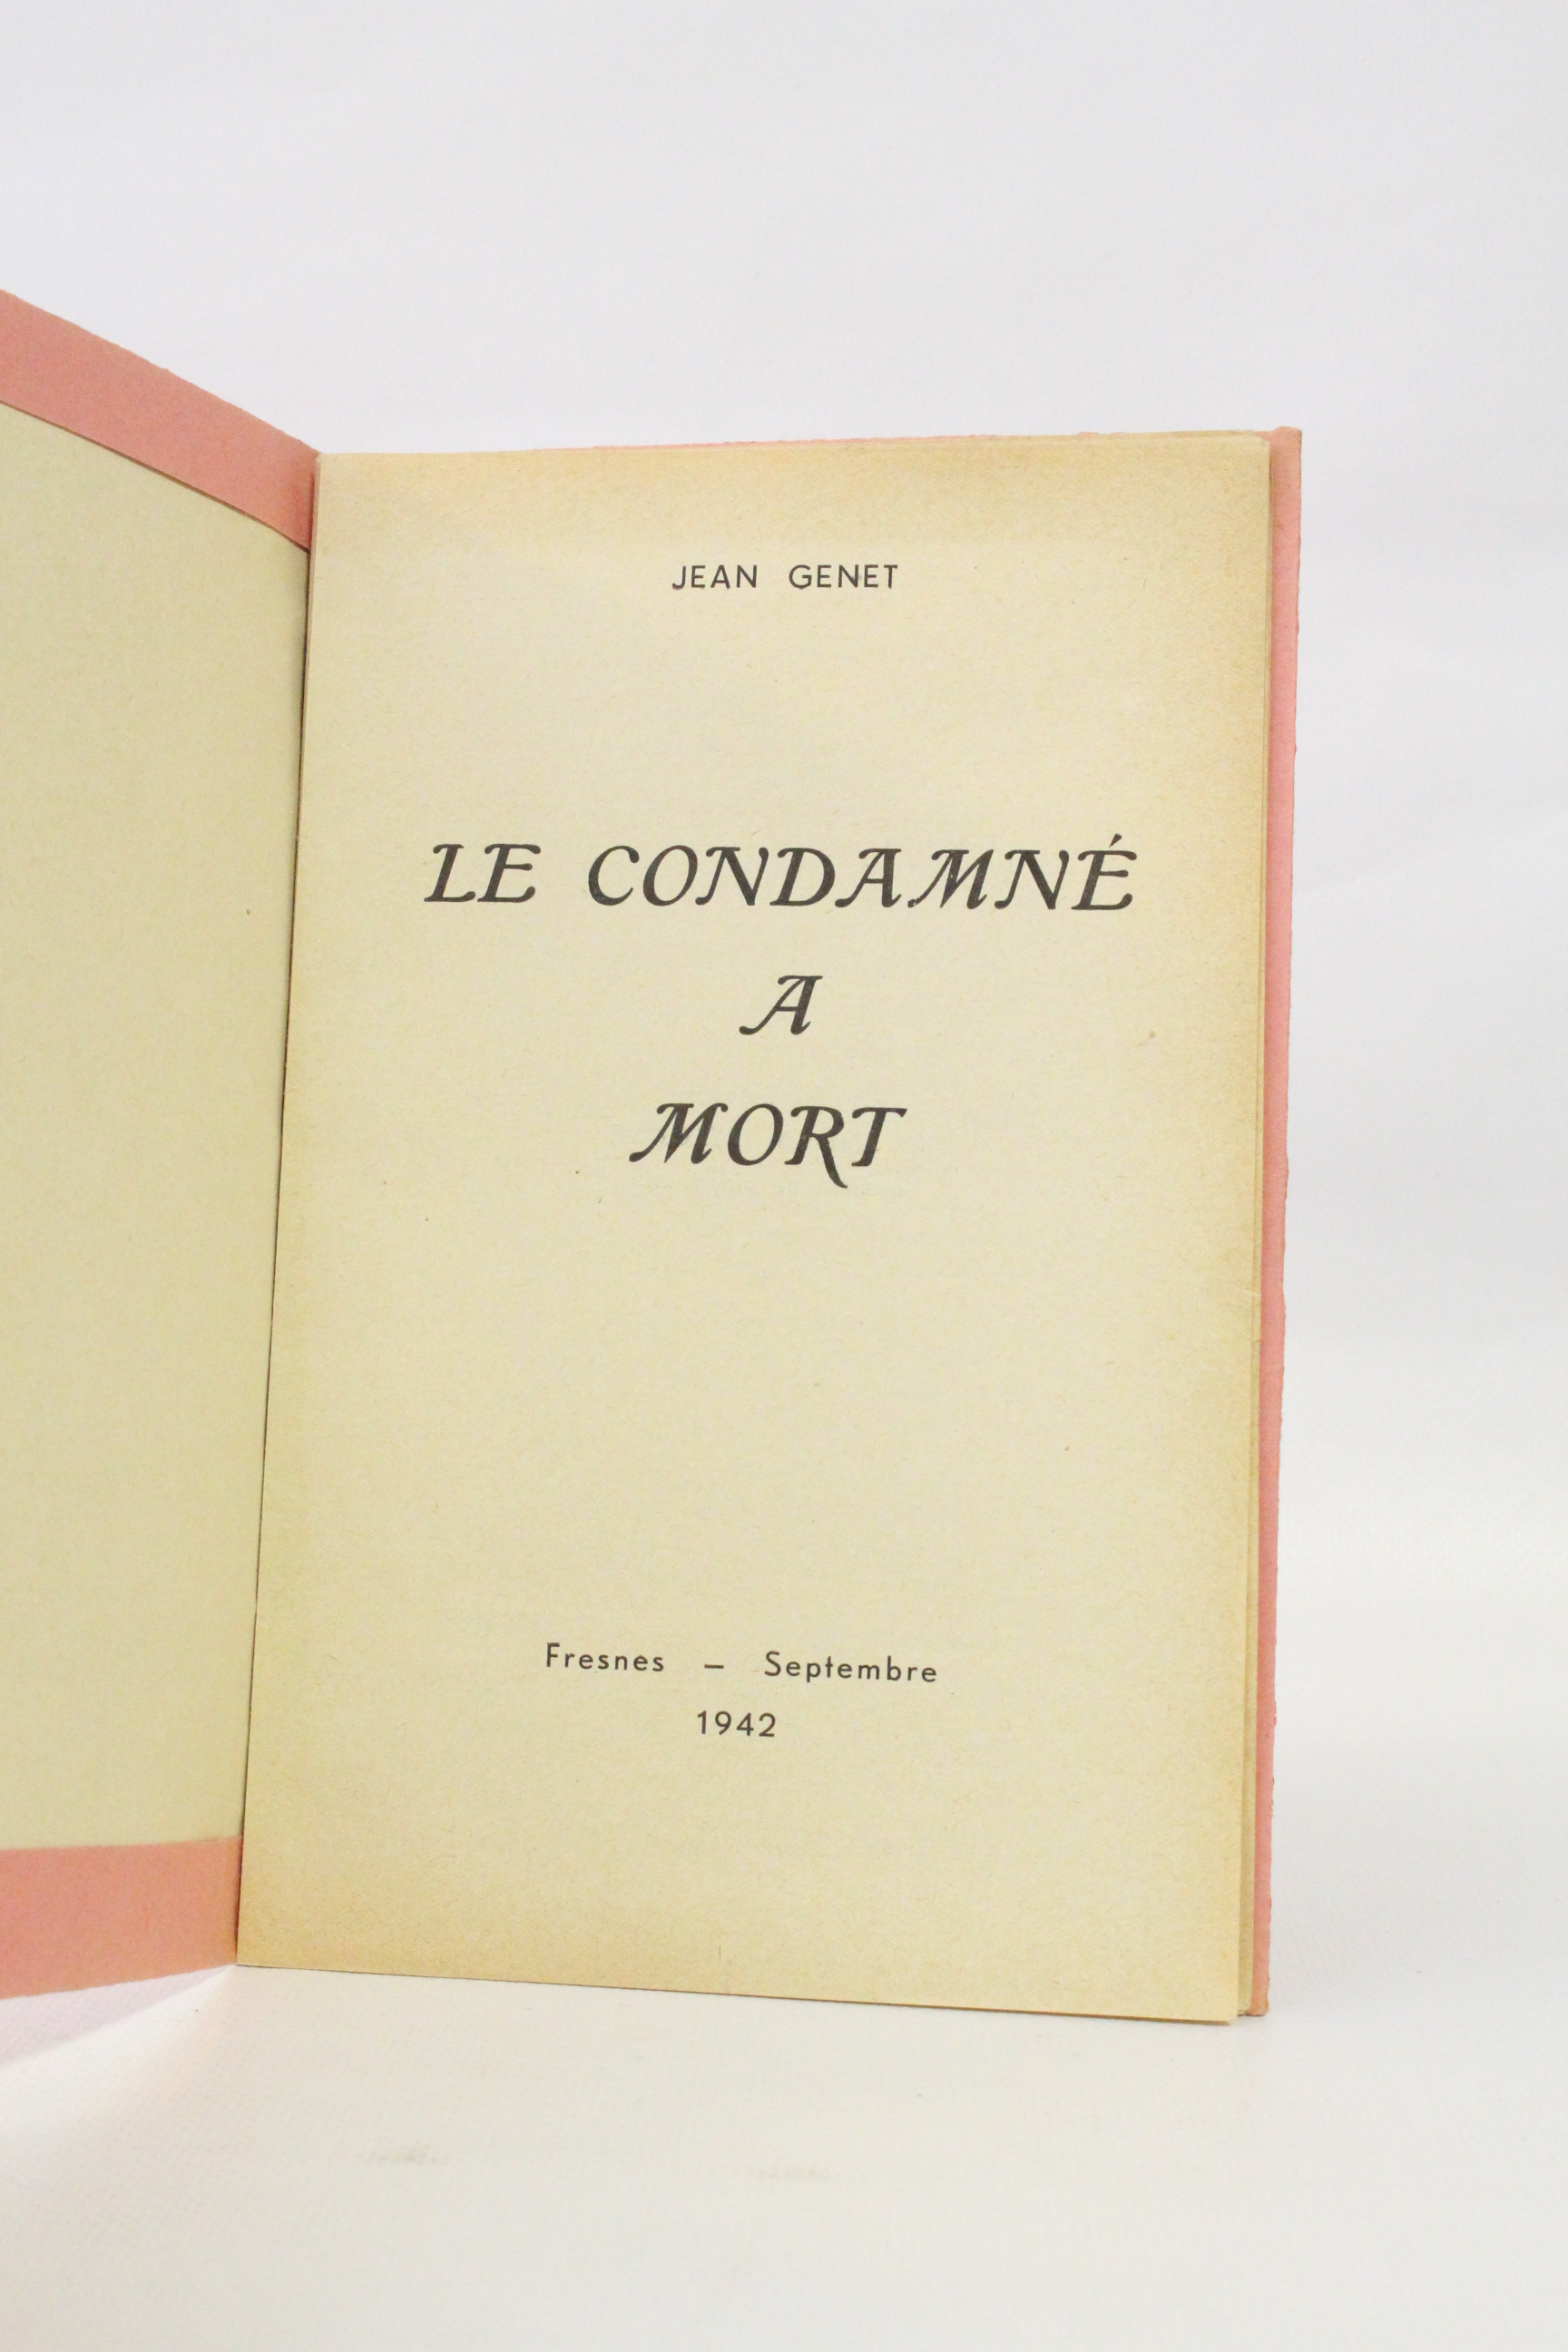 JEAN GENET
LE CONDAMNÉ
A
MORT
Fresnes – Septembre
1942